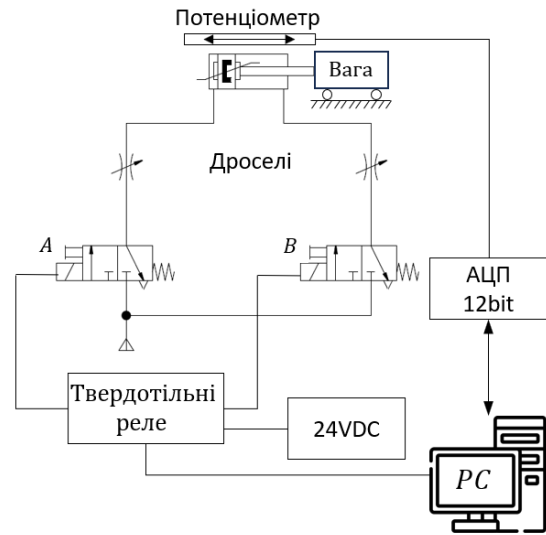 Потенціометр
Вага
Дроселі
A
B
АЦП
12bit
Твердотільні
реле
24VDC
PC